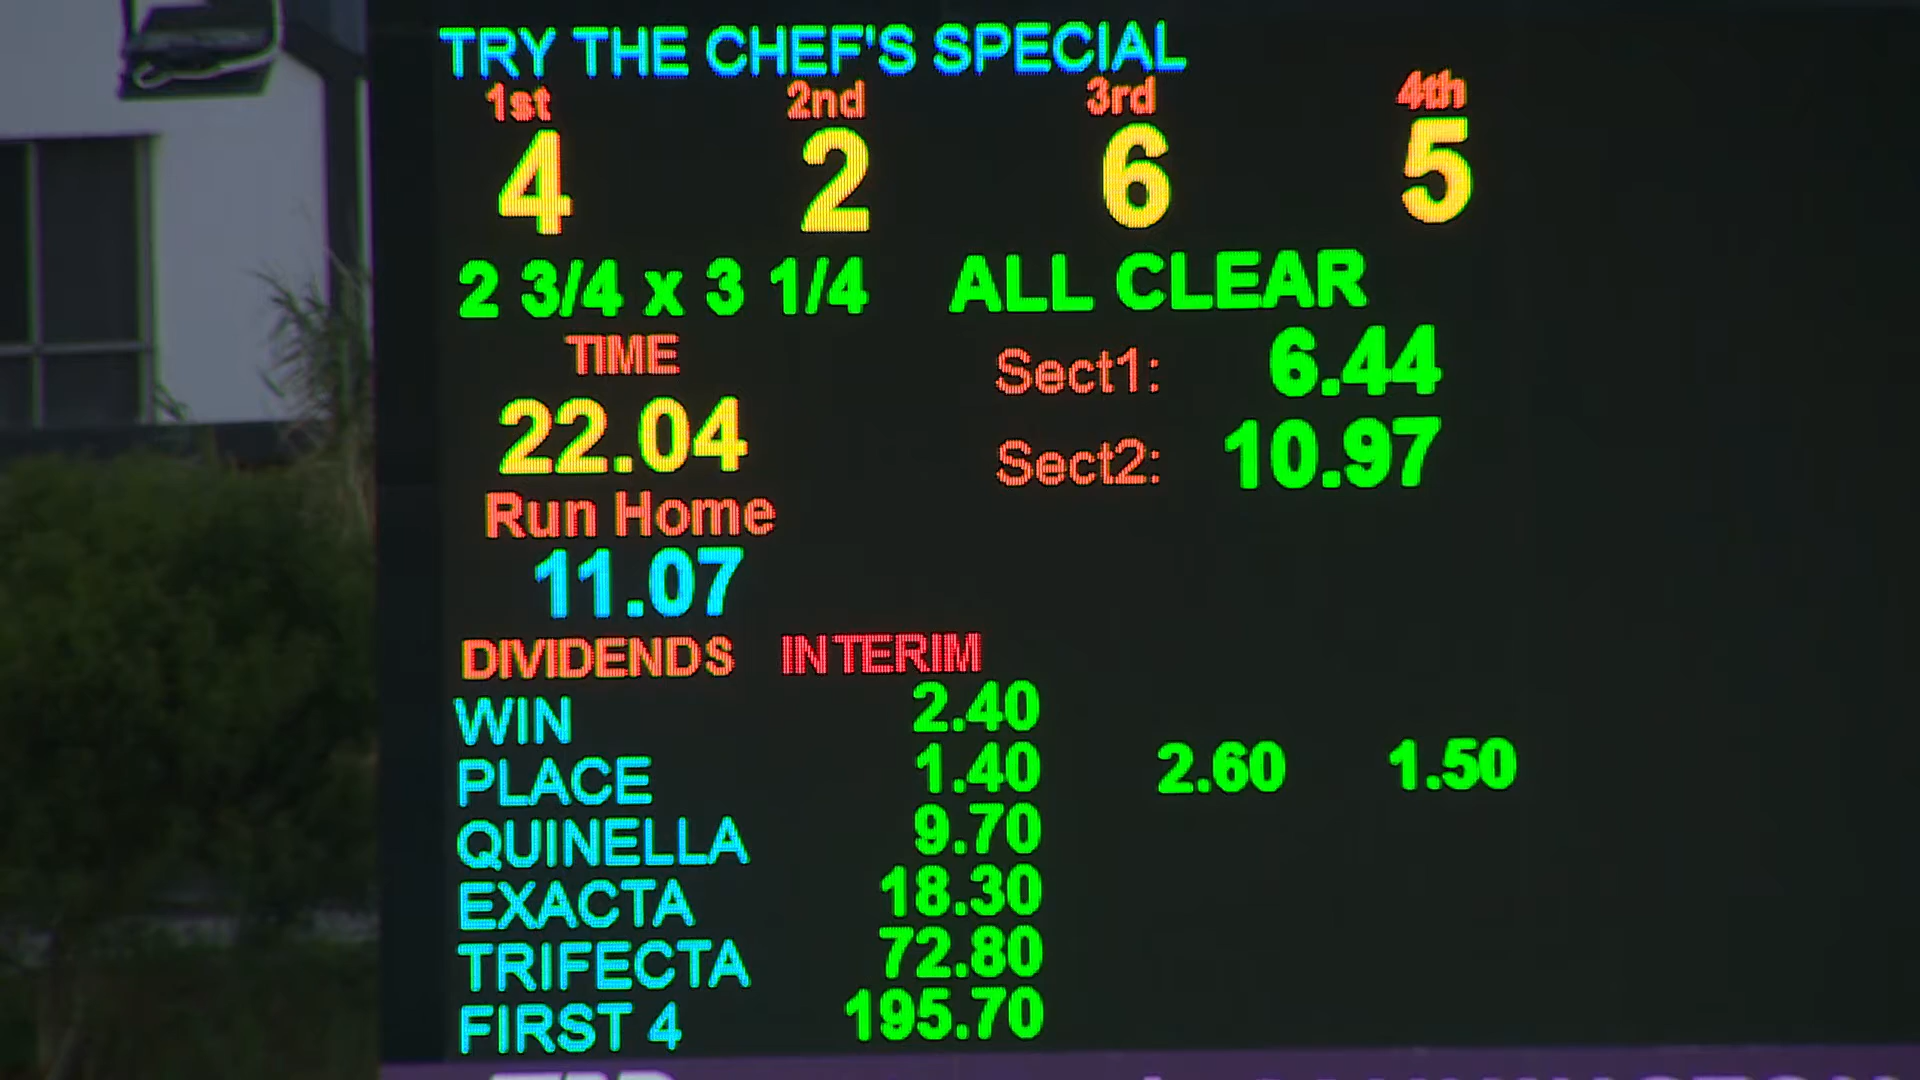 TRY THE CHEF'S SPECIAL
1st 2nd 3rd 4th
4 2 6 5
2 3/4 x 3 1/4 ALL CLEAR
TIME
22.04
Sect1: 6.44
Sect2: 10.97
Run Home
11.07
DIVIDENDS INTERIM
WIN 2.40
PLACE 1.40 2.60 1.50
QUINELLA 9.70
EXACTA 18.30
TRIFECTA 72.80
FIRST 4 195.70